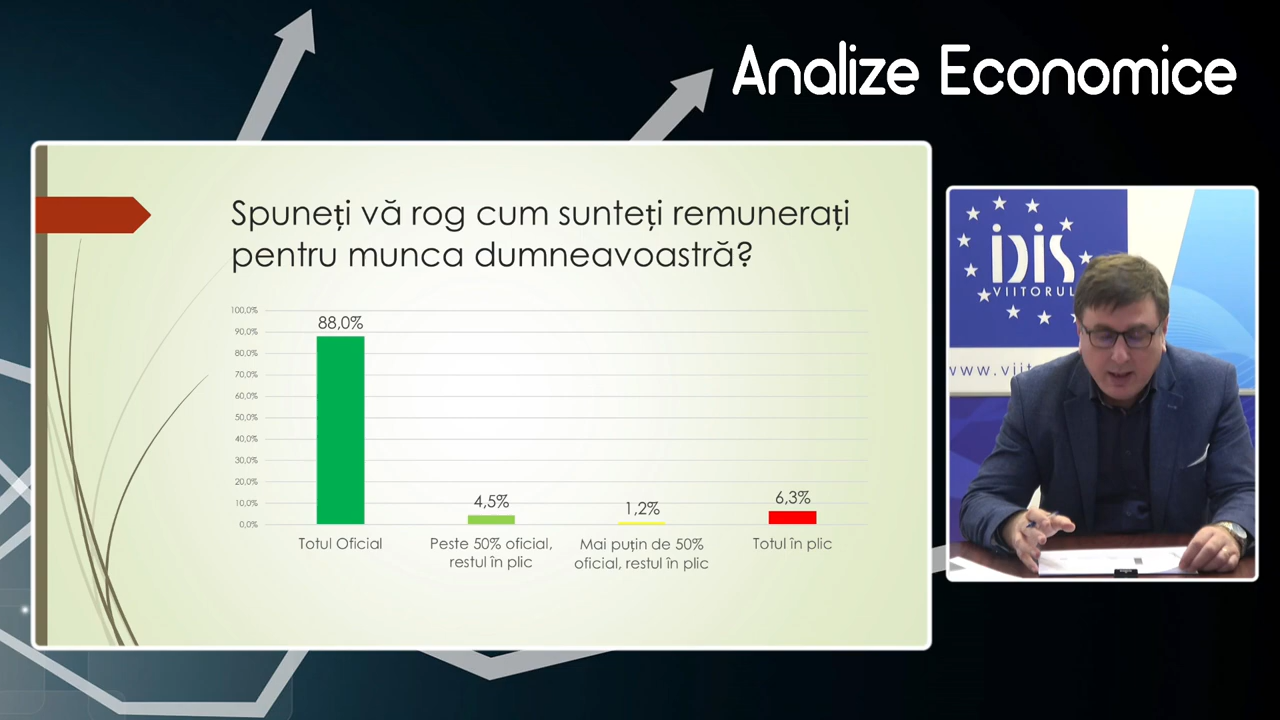 Analize Economice
Spuneți vă rog cum sunteți remunerați
pentru munca dumneavoastră?
100,0%
90,0%
80,0%
70,0%
60,0%
50,0%
40,0%
30,0%
20,0%
10,0%
0,0%
88,0%
4,5%
1,2%
6,3%
Totul Oficial
Peste 50% oficial,
restul în plic
Mai puțin de 50%
oficial, restul în plic
Totul în plic
IDIS
VIITORUL